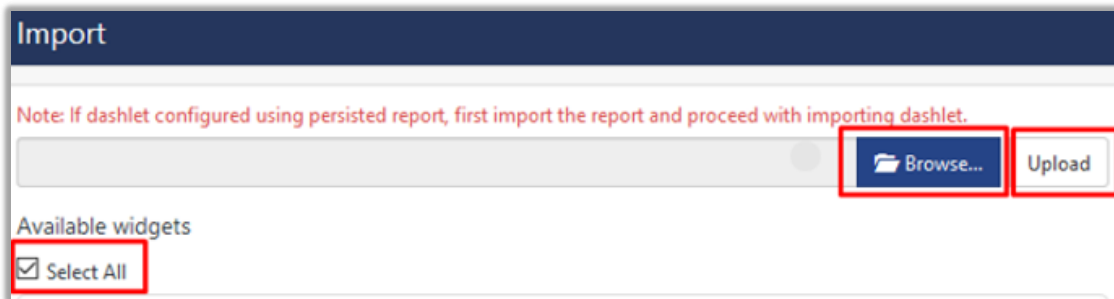 Import
Note: If dashlet configured using persisted report, first import the report and proceed with importing dashlet.
Browse... Upload
Available widgets
Select All